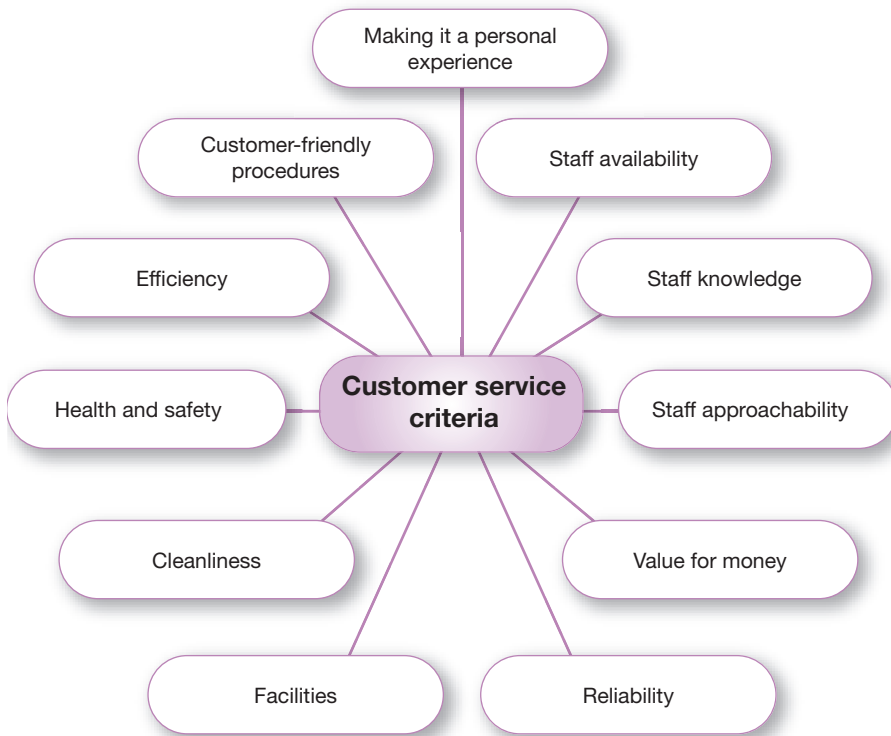 Making it a personal
experience
Customer-friendly
procedures
Staff availability
Efficiency
Staff knowledge
Customer service
criteria
Health and safety
Staff approachability
Cleanliness
Value for money
Facilities
Reliability